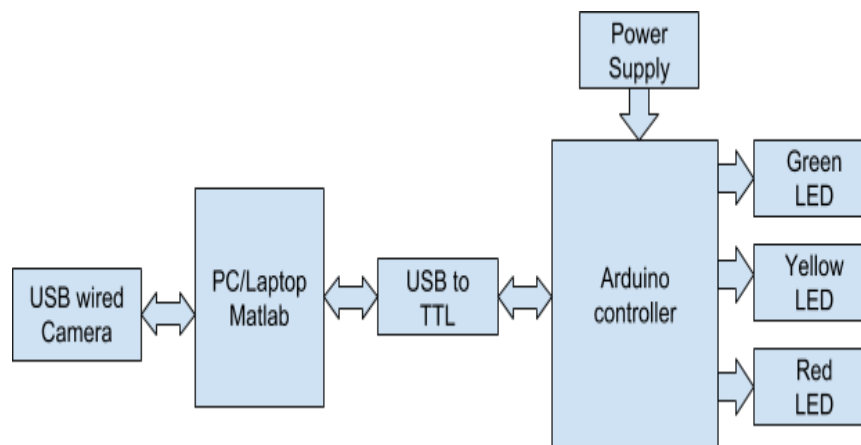 Power
Supply
Green
LED
PC/Laptop
Matlab
USB to
TTL
Arduino
controller
Yellow
LED
USB wired
Camera
Red
LED